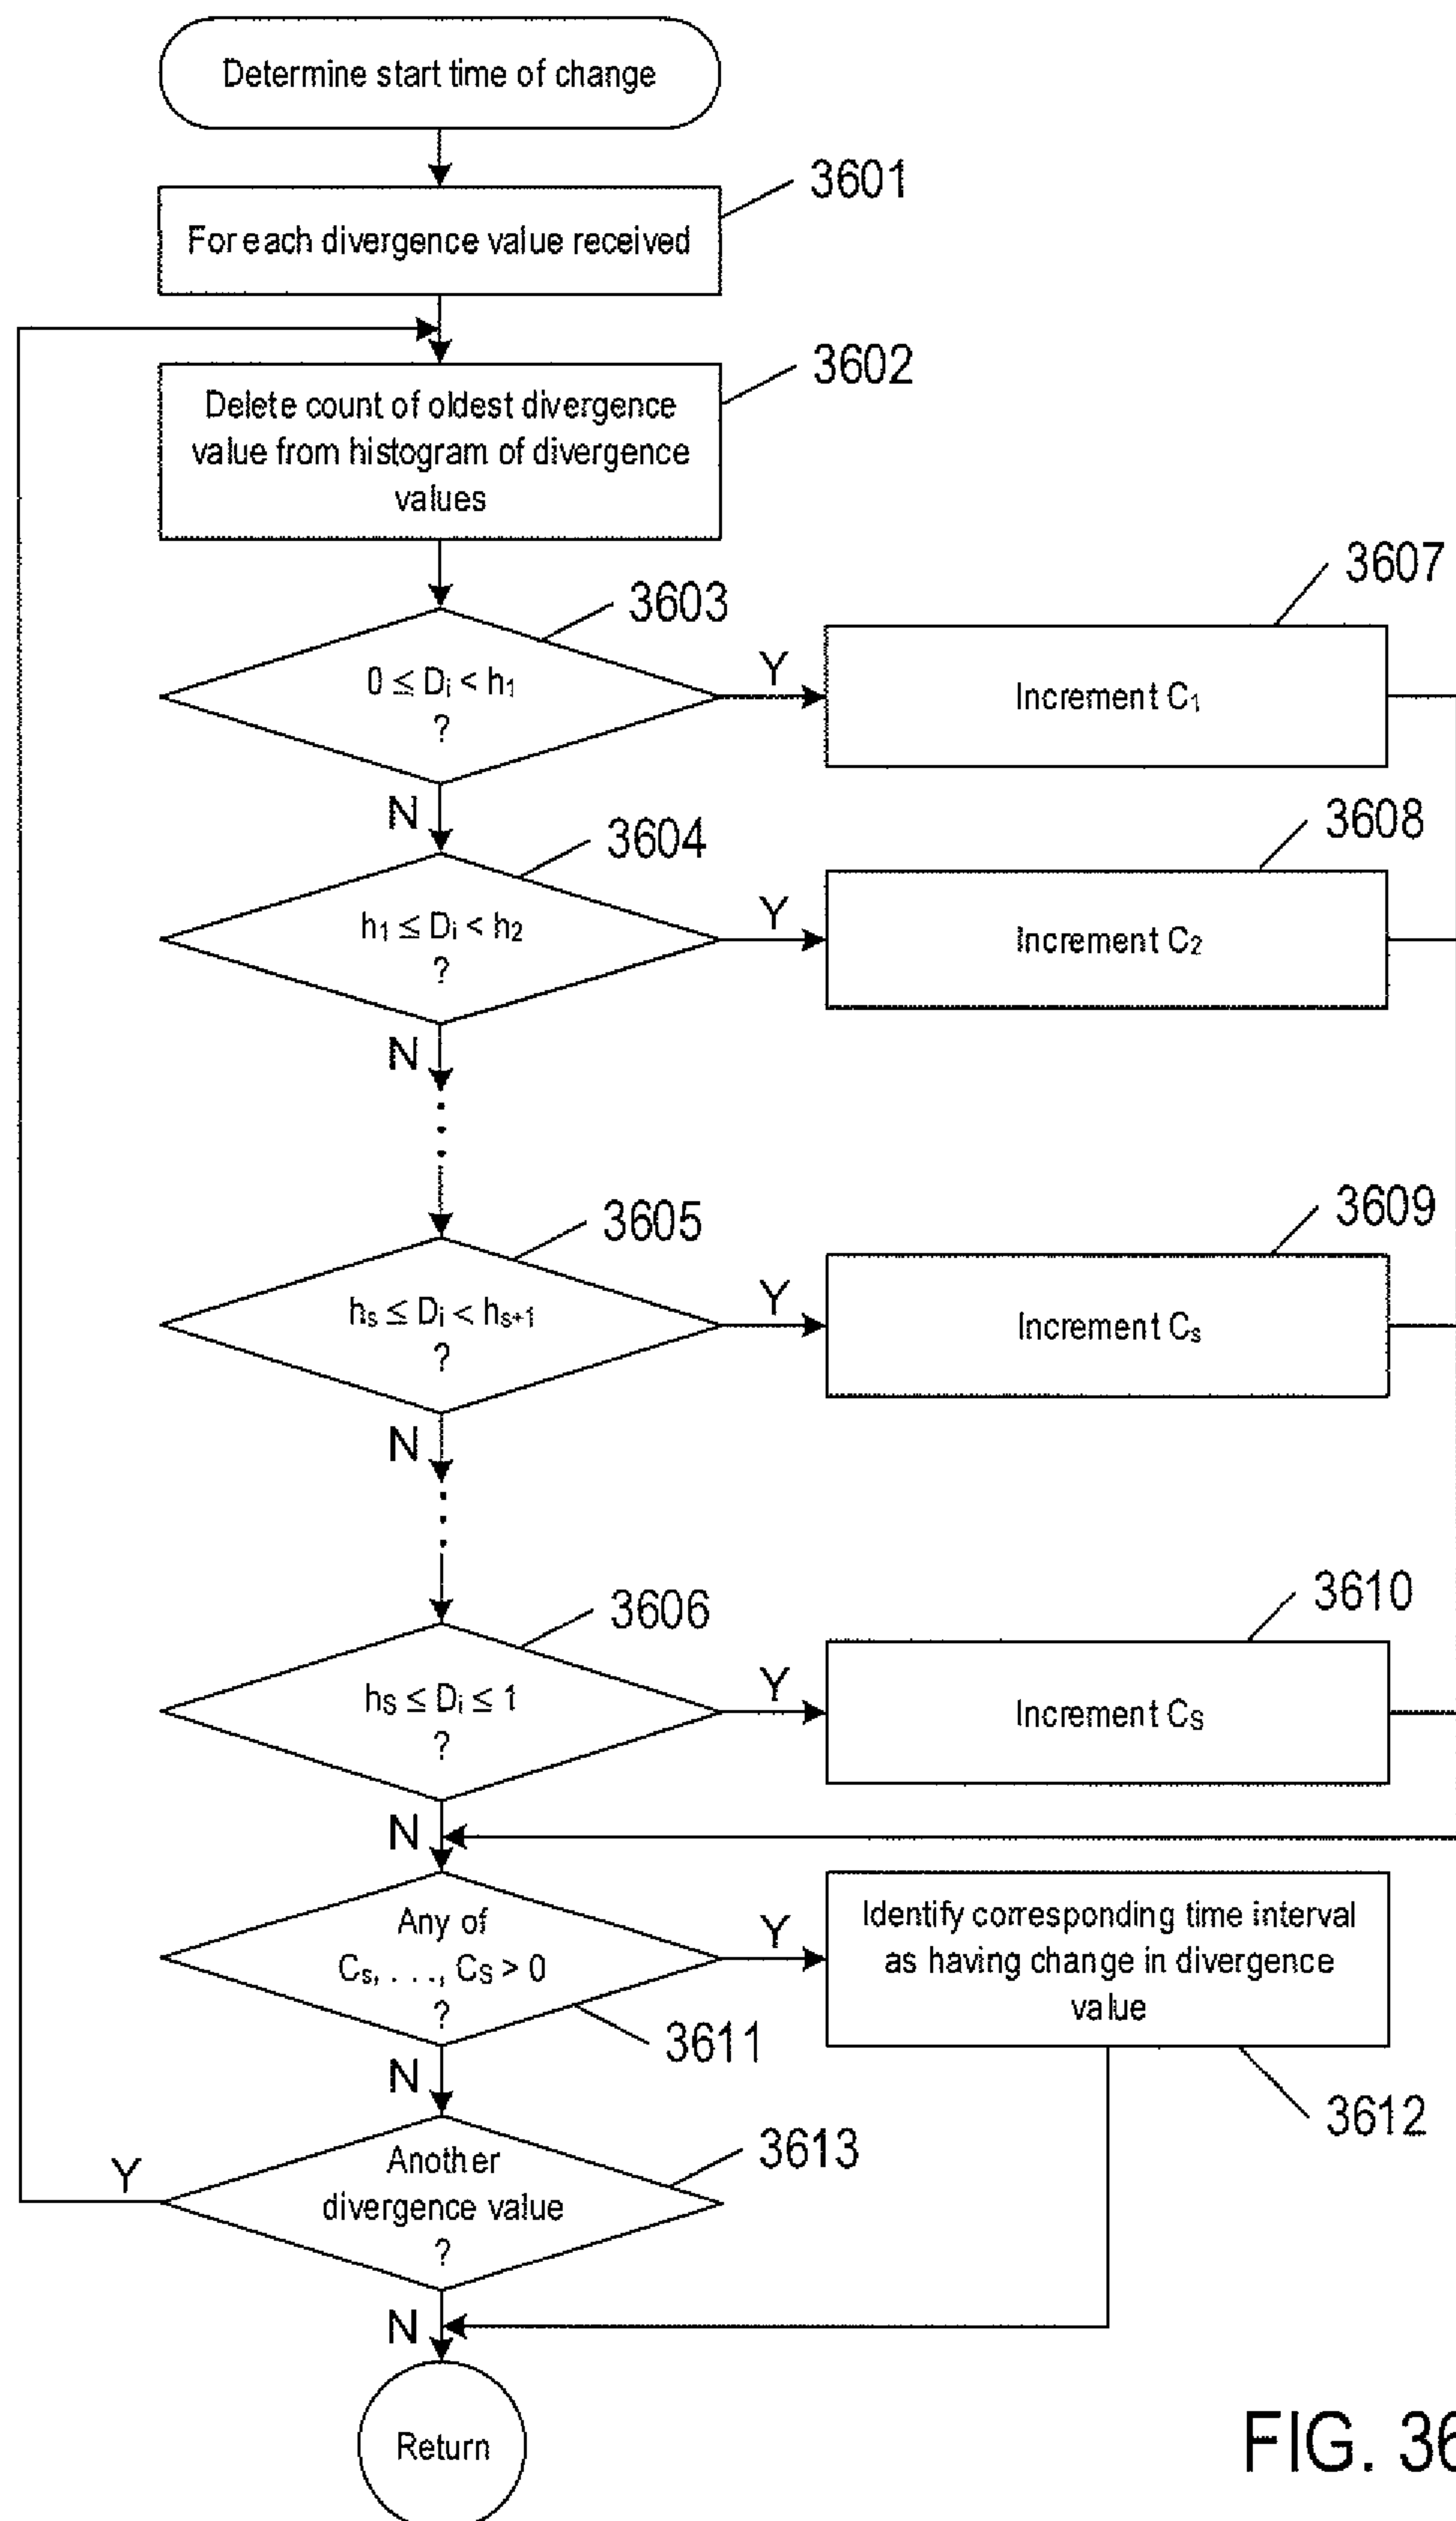 Determine start time of change
3601
For each divergence value received
3602
Delete count of oldest divergence
value from histogram of divergence
values
3603
0 ≤ Dᵢ < h₁
?
Y
3607
Increment C₁
N
3604
h₁ ≤ Dᵢ < h₂
?
Y
3608
Increment C₂
N
3605
hₛ ≤ Dᵢ < hₛ₊₁
?
Y
3609
Increment Cₛ
N
3606
h_S ≤ Dᵢ ≤ 1
?
Y
3610
Increment C_S
N
Any of
Cₛ, . . ., C_S > 0
?
3611
Y
Identify corresponding time interval
as having change in divergence
value
3612
N
Another
divergence value
?
3613
Y
N
Return
FIG. 36